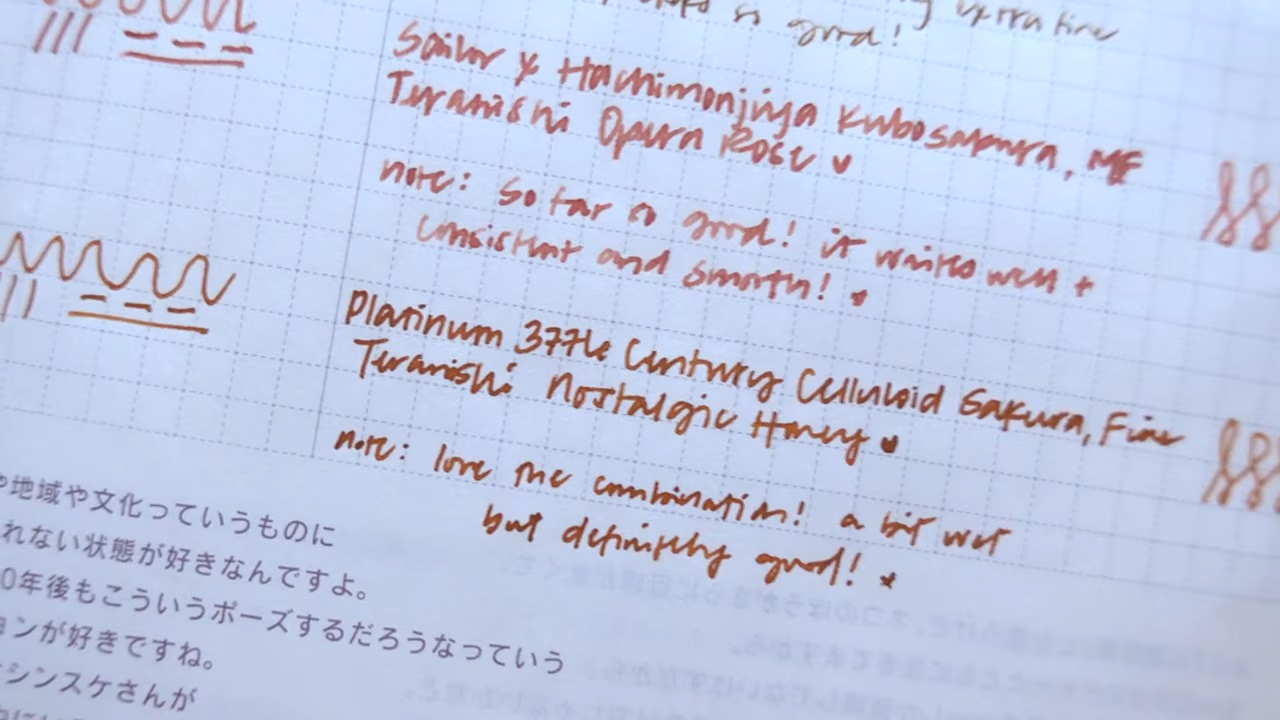 good!
Sailor x Hachimonjiya Kubosakura, MF
Teranishi Opera Rose
note: So far so good! it writes well +
consistent and smooth!
Platinum 3776 Century Celluloid Sakura, Fine
Teranishi Nostalgic Honey
note: love the combination! a bit wet
but definitely good!
や地域や文化っていうものに
れない状態が好きなんですよ。
0年後もこういうポーズするだろうなっていう
ョンが好きですね。
シンスケさんが